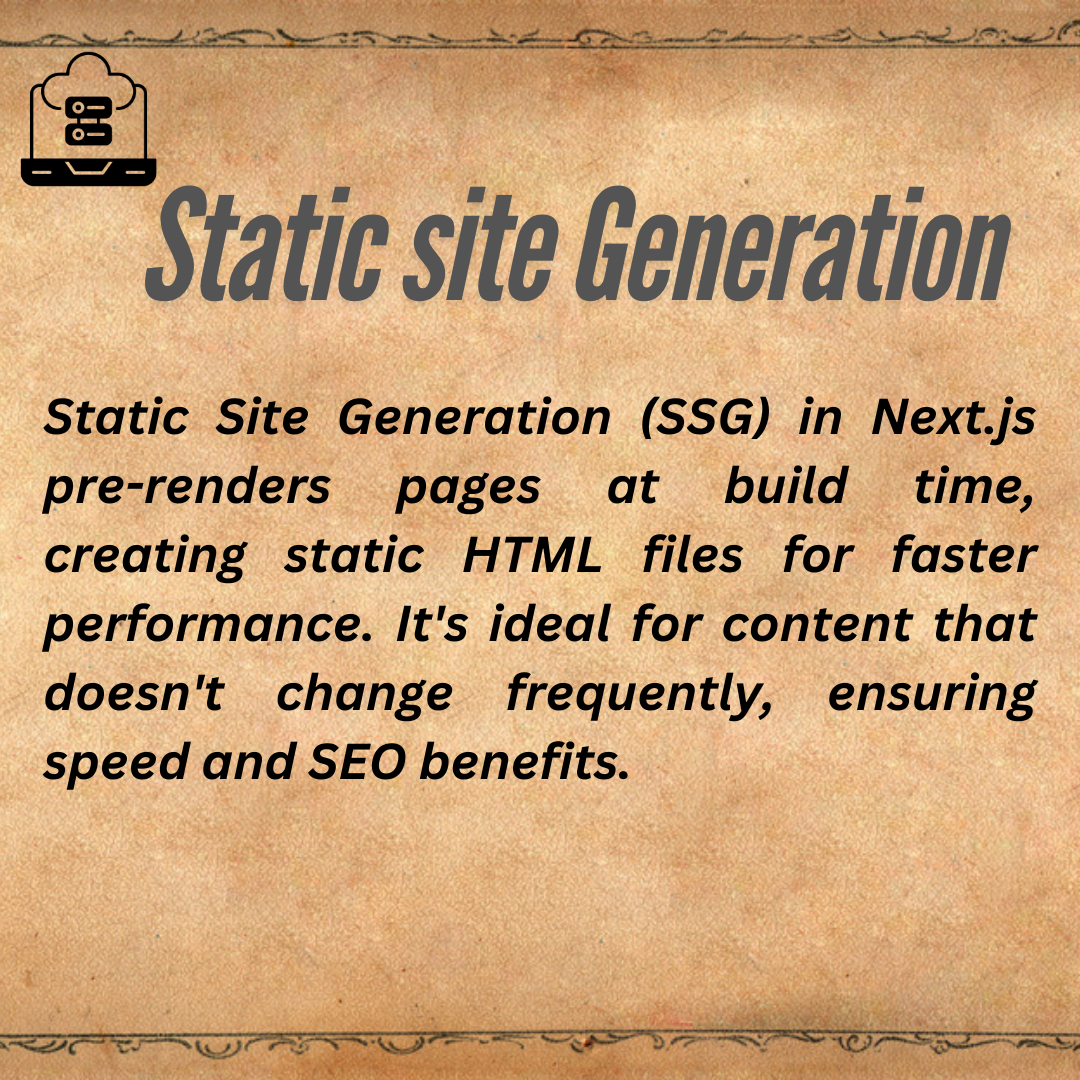 Static site Generation
Static Site Generation (SSG) in Next.js
pre-renders pages at build time,
creating static HTML files for faster
performance. It's ideal for content that
doesn't change frequently, ensuring
speed and SEO benefits.